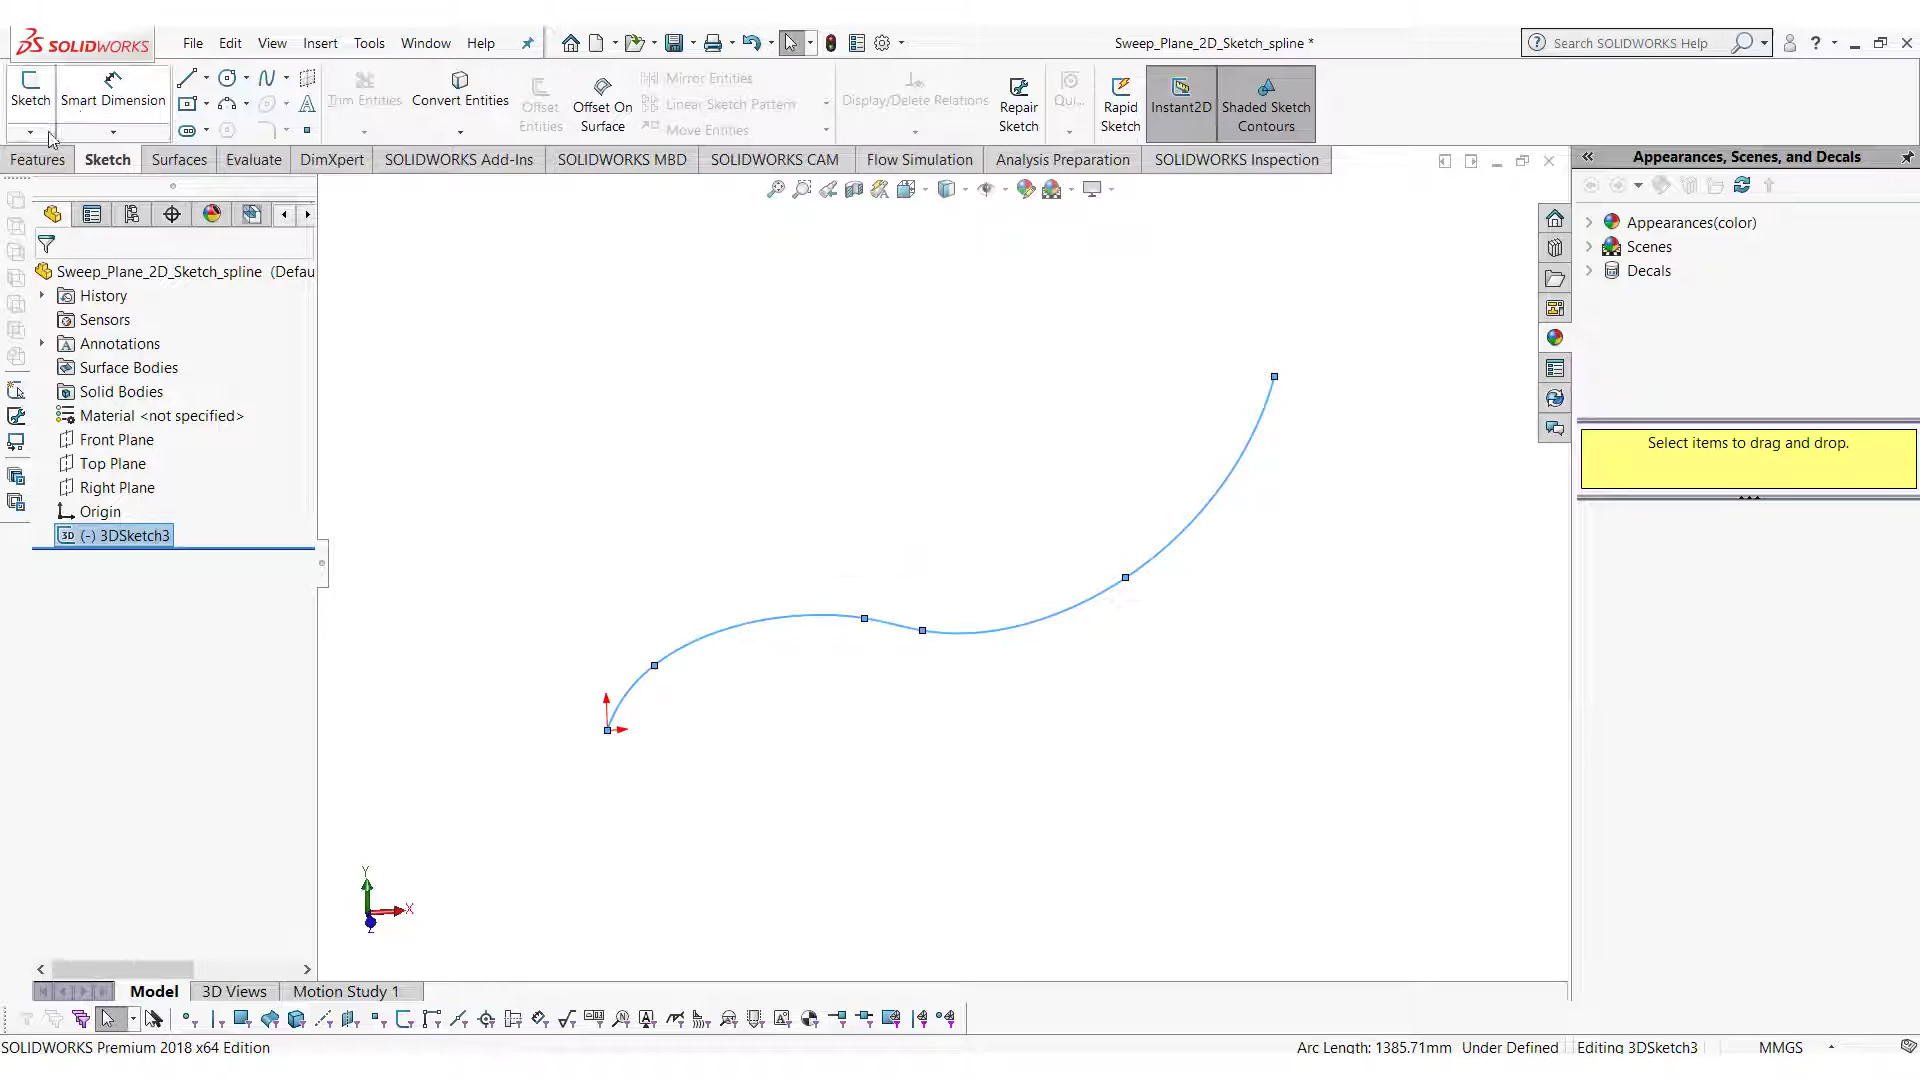 SOLIDWORKS
File Edit View Insert Tools Window Help
Sweep_Plane_2D_Sketch_spline *
Search SOLIDWORKS Help
Sketch
Smart Dimension
Trim Entities
Convert Entities
Offset Entities
Offset On Surface
Mirror Entities
Linear Sketch Pattern
Move Entities
Display/Delete Relations
Repair Sketch
Qui...
Rapid Sketch
Instant2D
Shaded Sketch Contours
Features Sketch Surfaces Evaluate DimXpert SOLIDWORKS Add-Ins SOLIDWORKS MBD SOLIDWORKS CAM Flow Simulation Analysis Preparation SOLIDWORKS Inspection
Appearances, Scenes, and Decals
Appearances(color)
Scenes
Decals
Select items to drag and drop.
Sweep_Plane_2D_Sketch_spline (Defau
History
Sensors
Annotations
Surface Bodies
Solid Bodies
Material <not specified>
Front Plane
Top Plane
Right Plane
Origin
3D (-) 3DSketch3
Y
X
Z
Model 3D Views Motion Study 1
SOLIDWORKS Premium 2018 x64 Edition
Arc Length: 1385.71mm Under Defined Editing 3DSketch3 MMGS